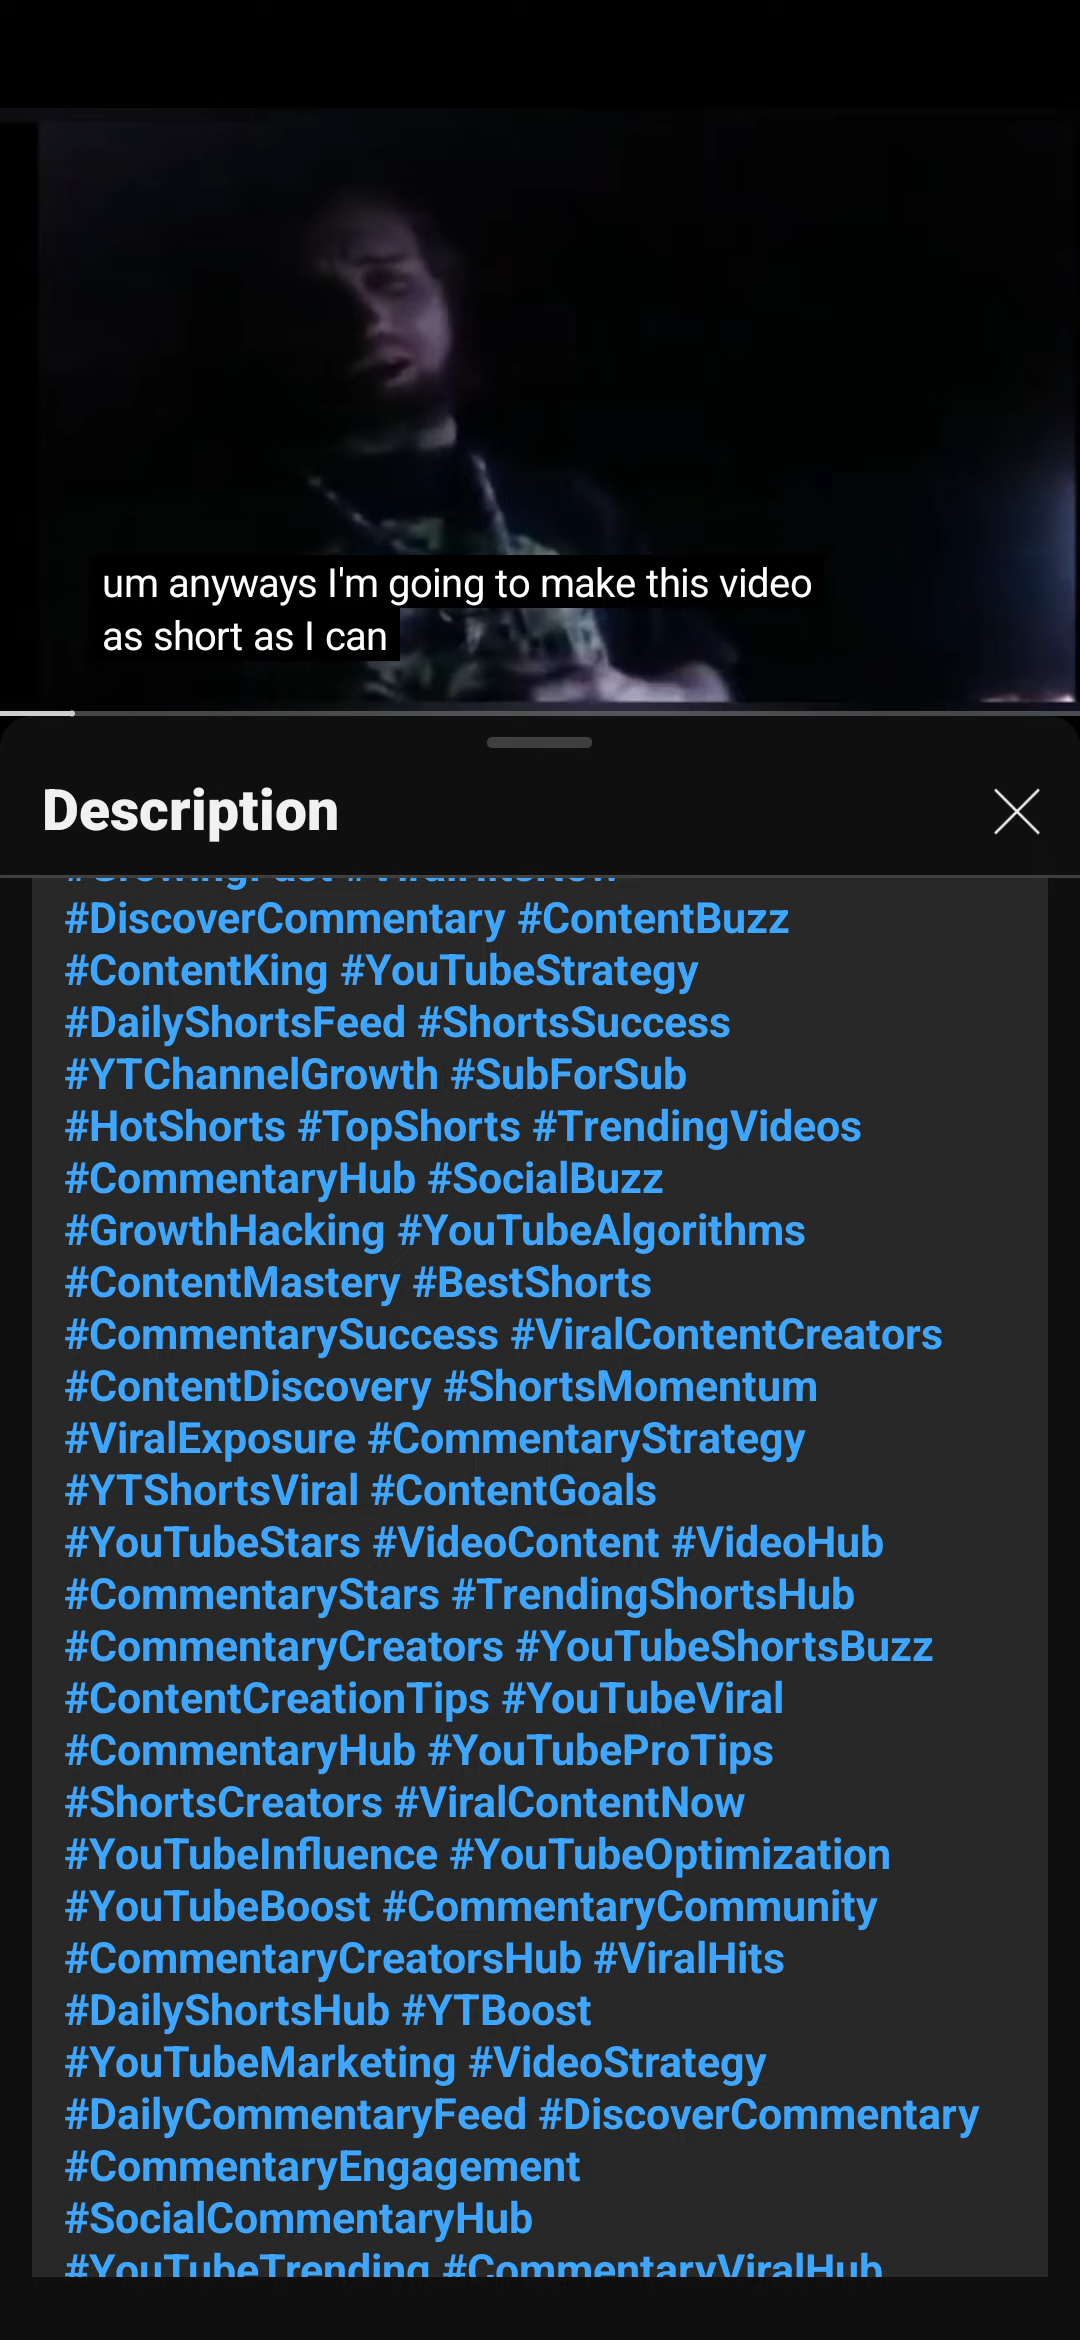 um anyways I'm going to make this video
as short as I can
Description
#GrowingFast #ViralHitsNow
#DiscoverCommentary #ContentBuzz
#ContentKing #YouTubeStrategy
#DailyShortsFeed #ShortsSuccess
#YTChannelGrowth #SubForSub
#HotShorts #TopShorts #TrendingVideos
#CommentaryHub #SocialBuzz
#GrowthHacking #YouTubeAlgorithms
#ContentMastery #BestShorts
#CommentarySuccess #ViralContentCreators
#ContentDiscovery #ShortsMomentum
#ViralExposure #CommentaryStrategy
#YTShortsViral #ContentGoals
#YouTubeStars #VideoContent #VideoHub
#CommentaryStars #TrendingShortsHub
#CommentaryCreators #YouTubeShortsBuzz
#ContentCreationTips #YouTubeViral
#CommentaryHub #YouTubeProTips
#ShortsCreators #ViralContentNow
#YouTubeInfluence #YouTubeOptimization
#YouTubeBoost #CommentaryCommunity
#CommentaryCreatorsHub #ViralHits
#DailyShortsHub #YTBoost
#YouTubeMarketing #VideoStrategy
#DailyCommentaryFeed #DiscoverCommentary
#CommentaryEngagement
#SocialCommentaryHub
#YouTubeTrending #CommentaryViralHub